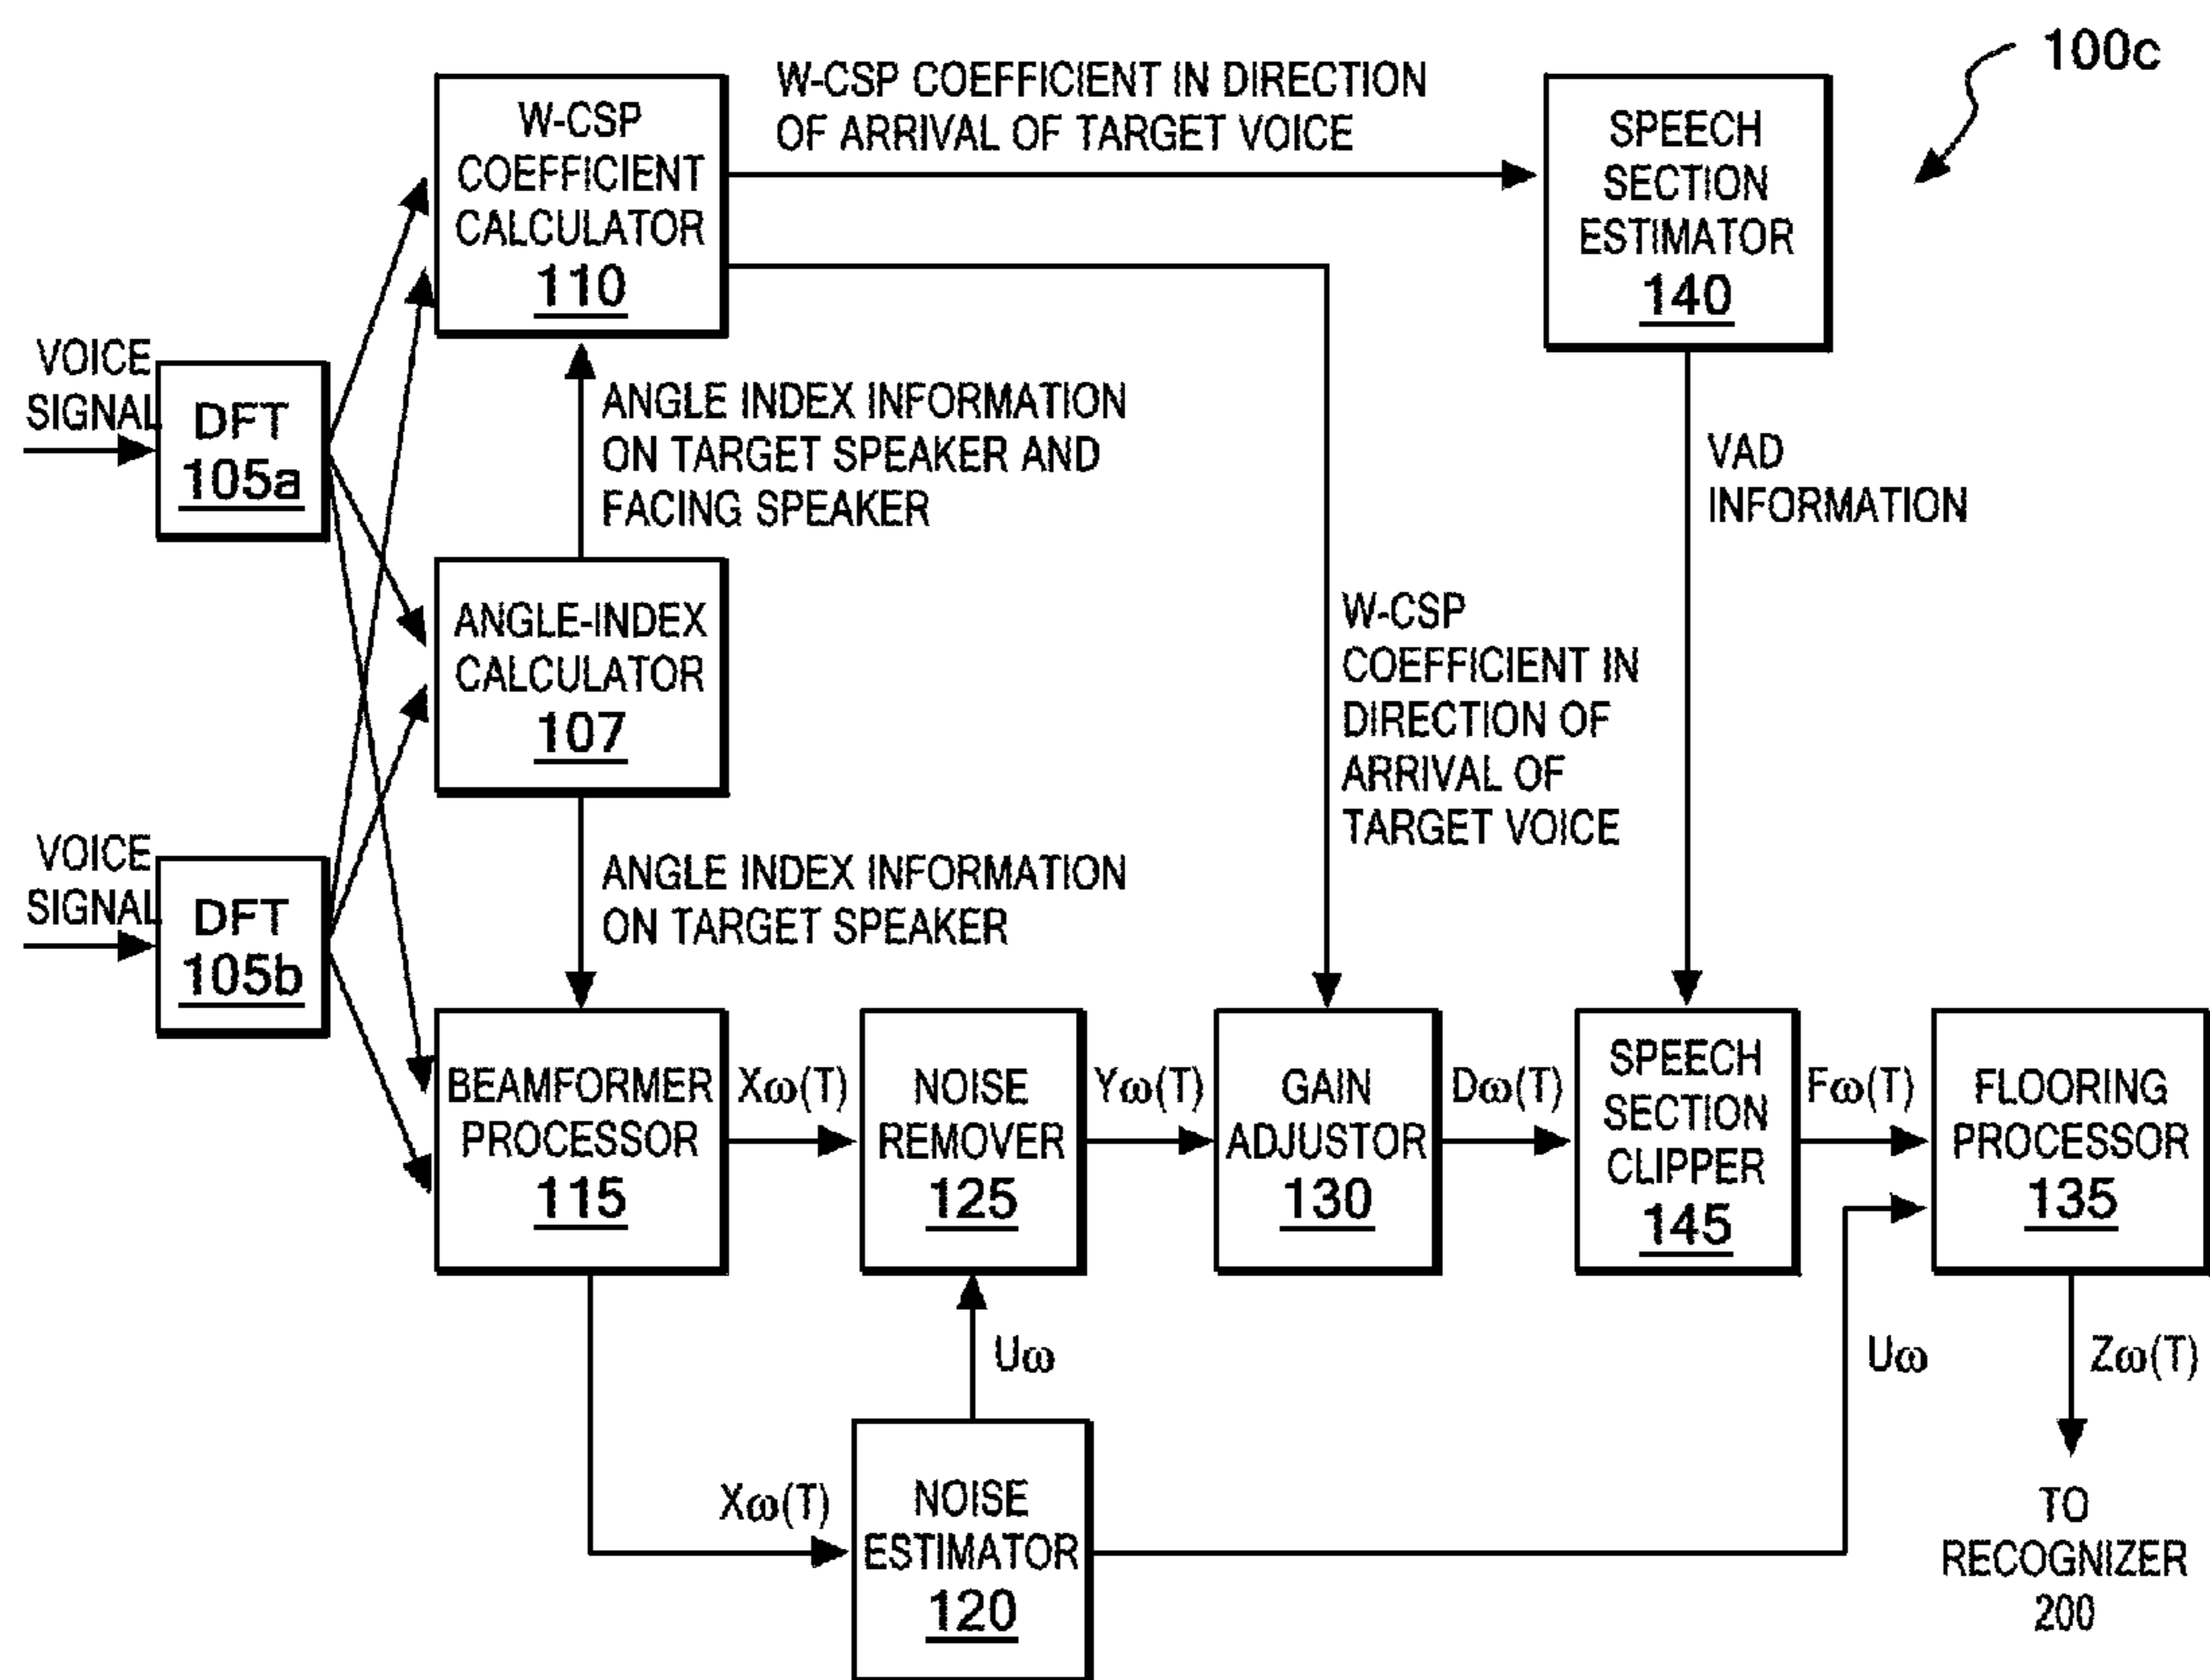 100c
W-CSP
COEFFICIENT
CALCULATOR
110
W-CSP COEFFICIENT IN DIRECTION
OF ARRIVAL OF TARGET VOICE
SPEECH
SECTION
ESTIMATOR
140
VOICE
SIGNAL
DFT
105a
ANGLE INDEX INFORMATION
ON TARGET SPEAKER AND
FACING SPEAKER
VAD
INFORMATION
ANGLE-INDEX
CALCULATOR
107
W-CSP
COEFFICIENT IN
DIRECTION OF
ARRIVAL OF
TARGET VOICE
VOICE
SIGNAL
DFT
105b
ANGLE INDEX INFORMATION
ON TARGET SPEAKER
BEAMFORMER
PROCESSOR
115
Xω(T)
NOISE
REMOVER
125
Yω(T)
GAIN
ADJUSTOR
130
Dω(T)
SPEECH
SECTION
CLIPPER
145
Fω(T)
FLOORING
PROCESSOR
135
Uω
Uω
Zω(T)
Xω(T)
NOISE
ESTIMATOR
120
TO
RECOGNIZER
200